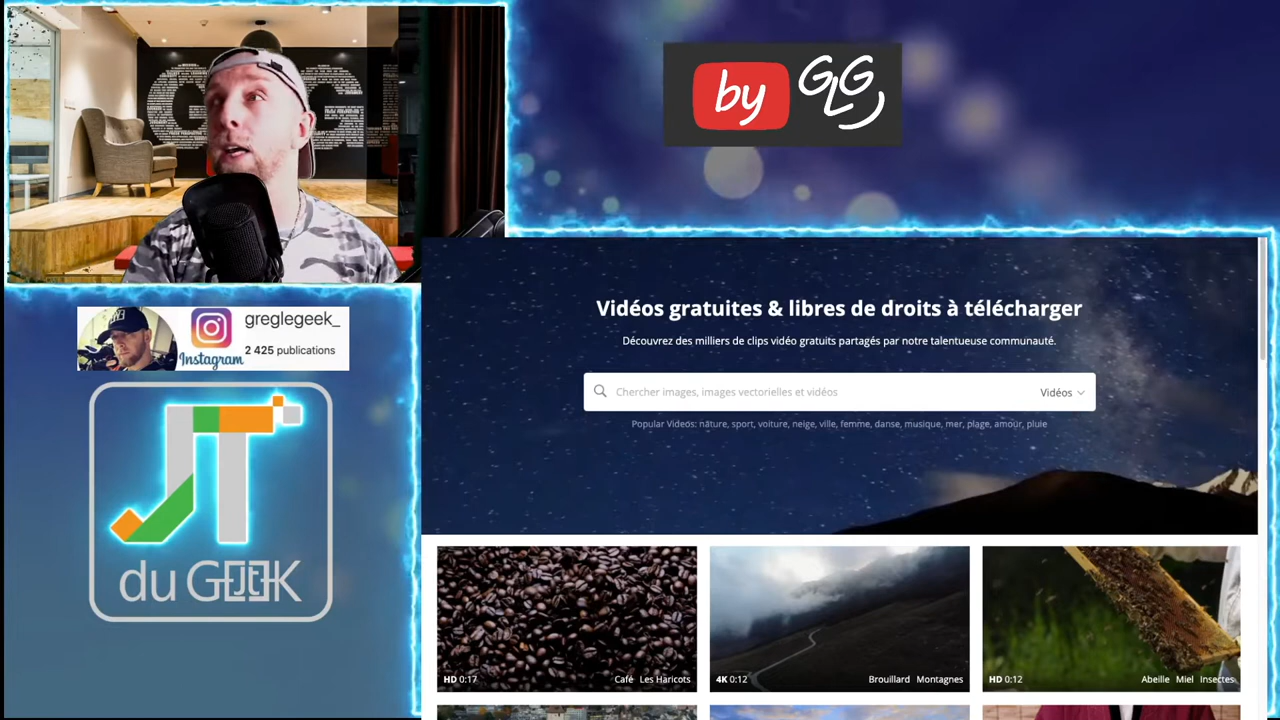 by GLG
greglegeek_
Instagram
2 425 publications
JT
du GEEK
Vidéos gratuites & libres de droits à télécharger
Découvrez des milliers de clips vidéo gratuits partagés par notre talentueuse communauté.
Chercher images, images vectorielles et vidéos
Vidéos
Popular Videos: nature, sport, voiture, neige, ville, femme, danse, musique, mer, plage, amour, pluie
HD 0:17
Café Les Haricots
4K 0:12
Brouillard Montagnes
HD 0:12
Abeille Miel Insectes